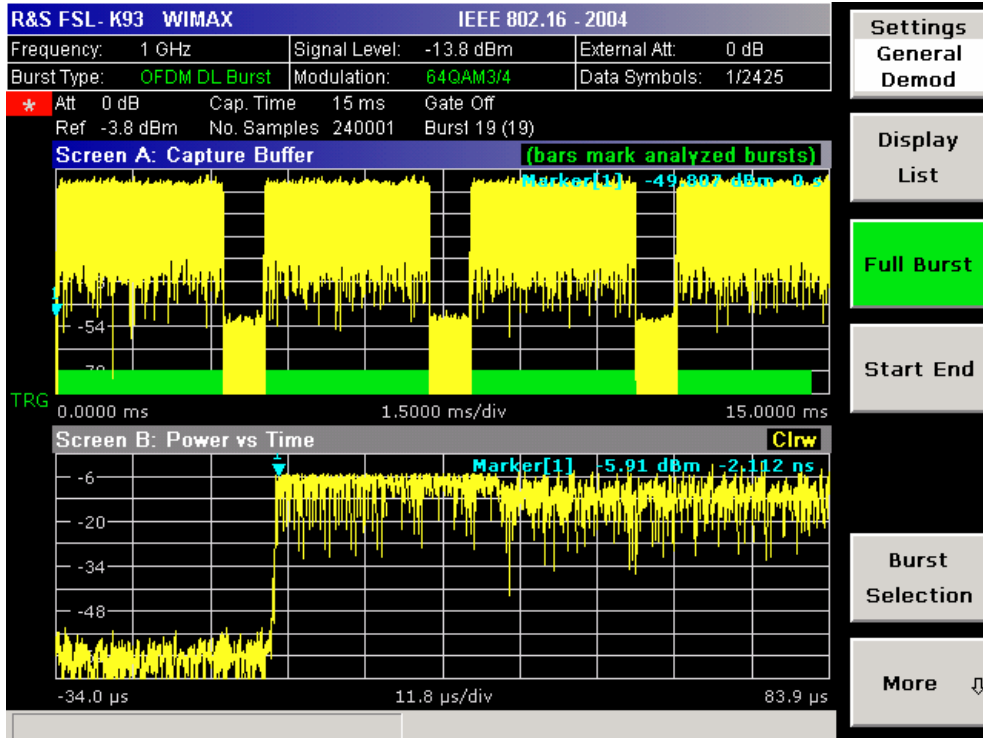 R&S FSL-K93 WIMAX IEEE 802.16 - 2004
Frequency: 1 GHz Signal Level: -13.8 dBm External Att: 0 dB
Burst Type: OFDM DL Burst Modulation: 64QAM3/4 Data Symbols: 1/2425
* Att 0 dB Cap. Time 15 ms Gate Off
Ref -3.8 dBm No. Samples 240001 Burst 19 (19)
Screen A: Capture Buffer (bars mark analyzed bursts)
Marker[1] -49.807 dBm 0 s
1
-54
-70
TRG
0.0000 ms 1.5000 ms/div 15.0000 ms
Screen B: Power vs Time Clrw
1
Marker[1] -5.91 dBm -2.112 ns
-6
-20
-34
-48
-34.0 µs 11.8 µs/div 83.9 µs
Settings
General
Demod
Display
List
Full Burst
Start End
Burst
Selection
More ⇩